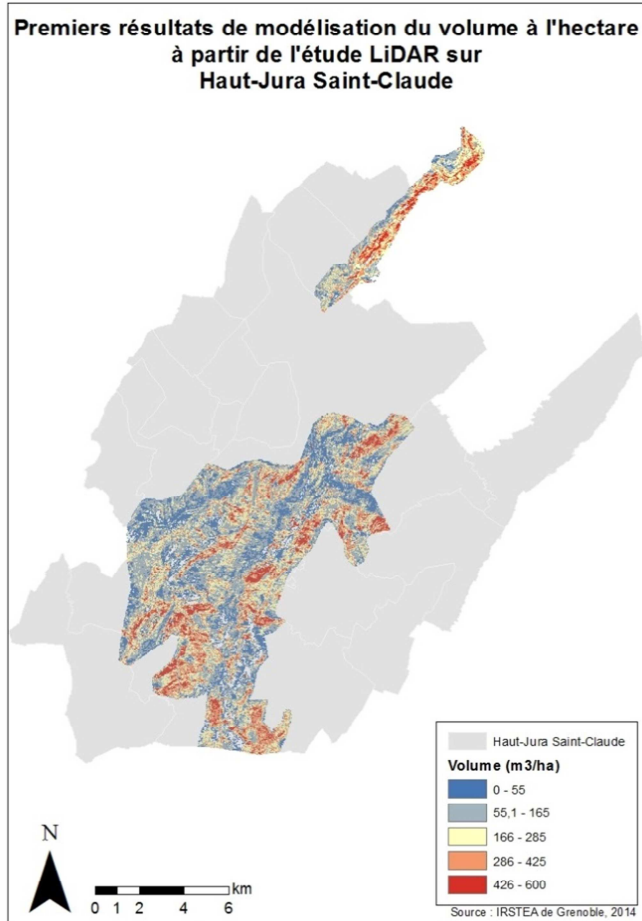 Premiers résultats de modélisation du volume à l'hectare
à partir de l'étude LiDAR sur
Haut-Jura Saint-Claude
Haut-Jura Saint-Claude
Volume (m3/ha)
0 - 55
55,1 - 165
166 - 285
286 - 425
426 - 600
N
km
0 1 2 4 6
Source : IRSTEA de Grenoble, 2014